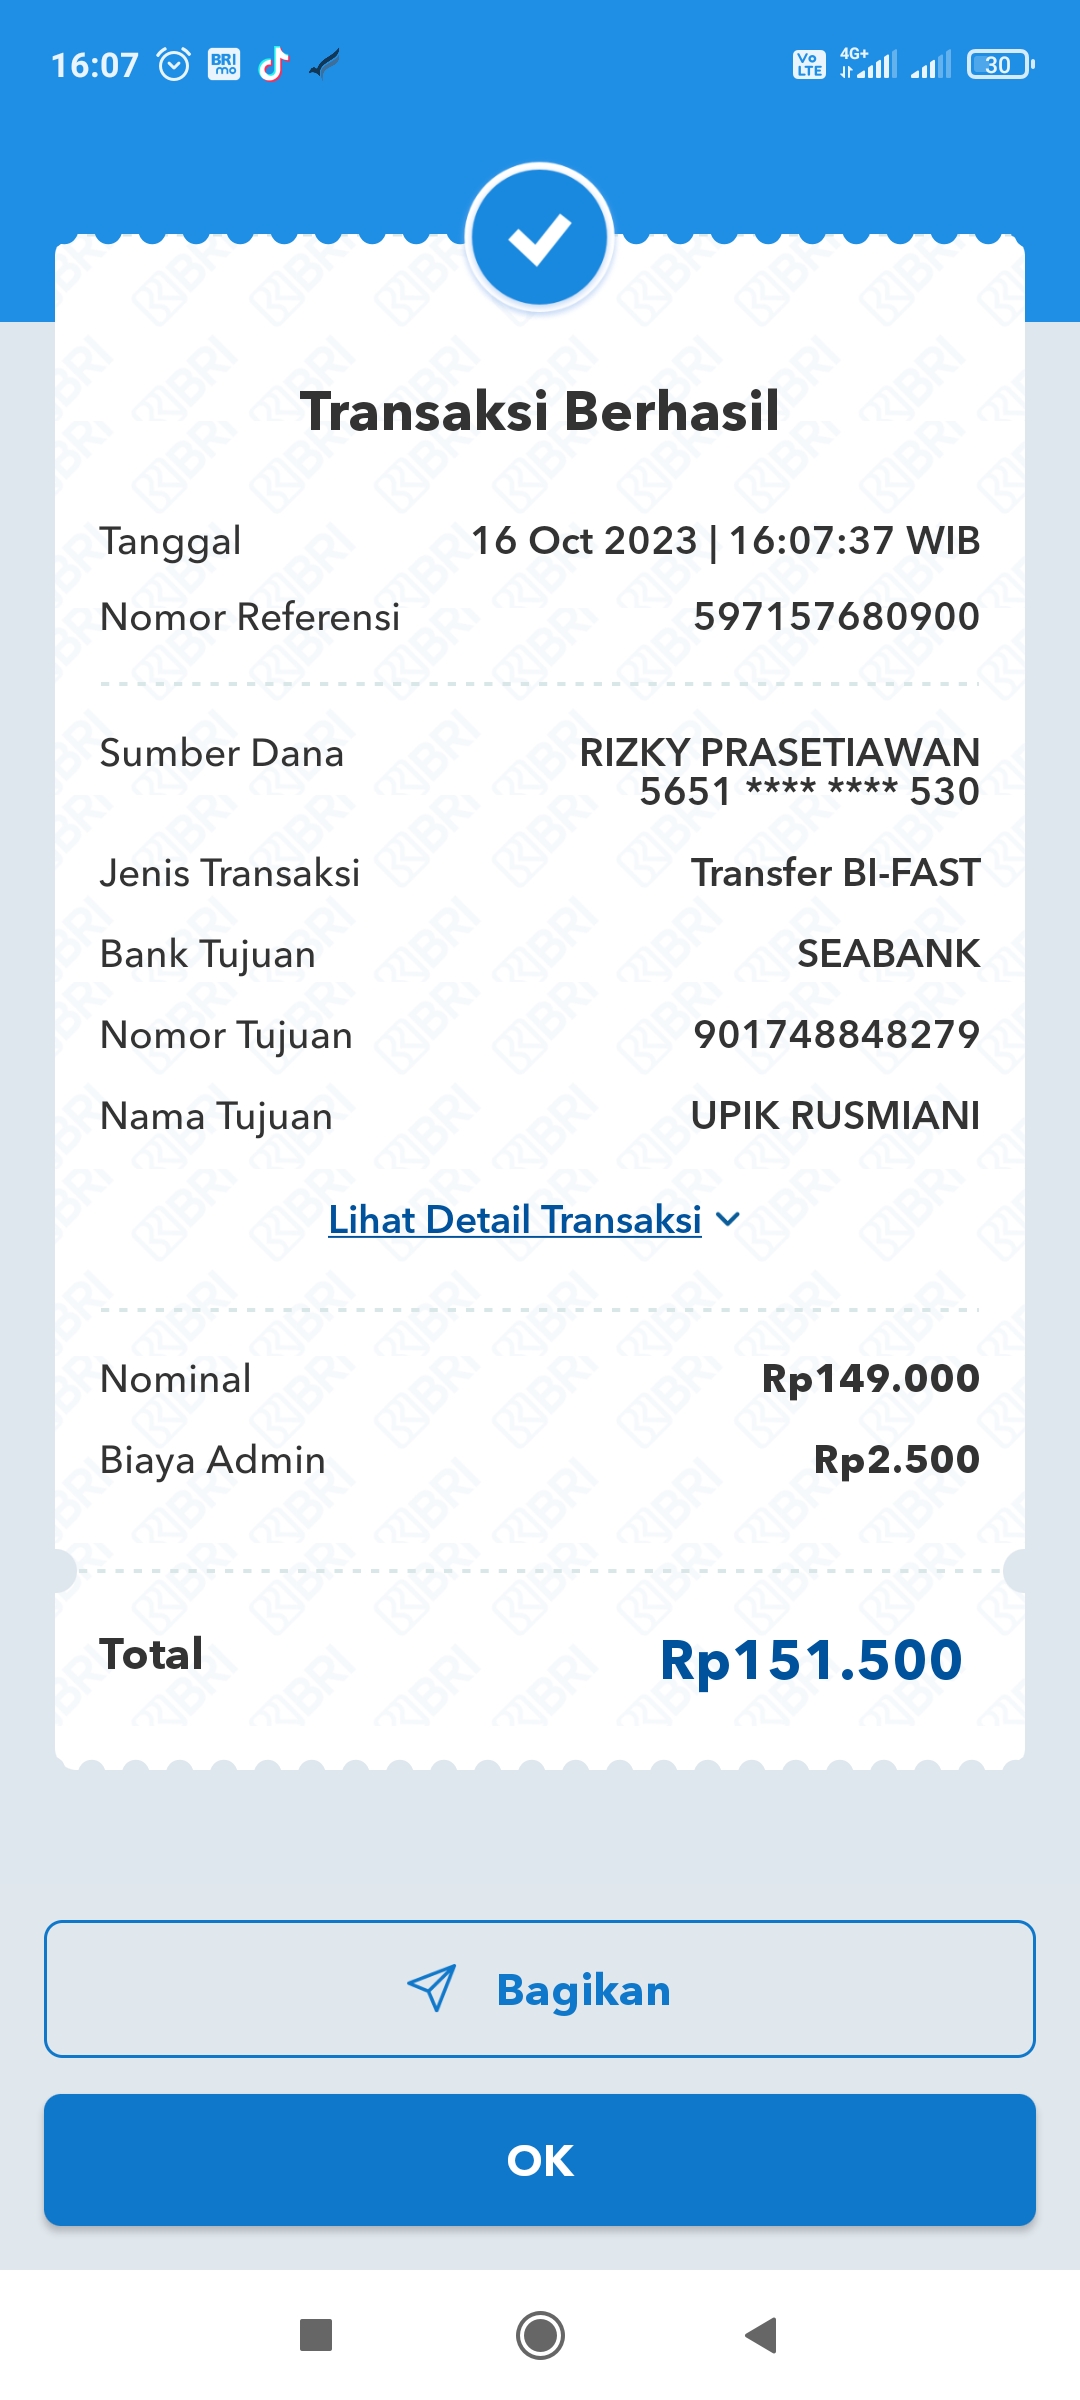 16:07 BRI mo Vo LTE 4G+ 30
Transaksi Berhasil
Tanggal 16 Oct 2023 | 16:07:37 WIB
Nomor Referensi 597157680900
Sumber Dana RIZKY PRASETIAWAN
5651 **** **** 530
Jenis Transaksi Transfer BI-FAST
Bank Tujuan SEABANK
Nomor Tujuan 901748848279
Nama Tujuan UPIK RUSMIANI
Lihat Detail Transaksi
Nominal Rp149.000
Biaya Admin Rp2.500
Total Rp151.500
Bagikan
OK